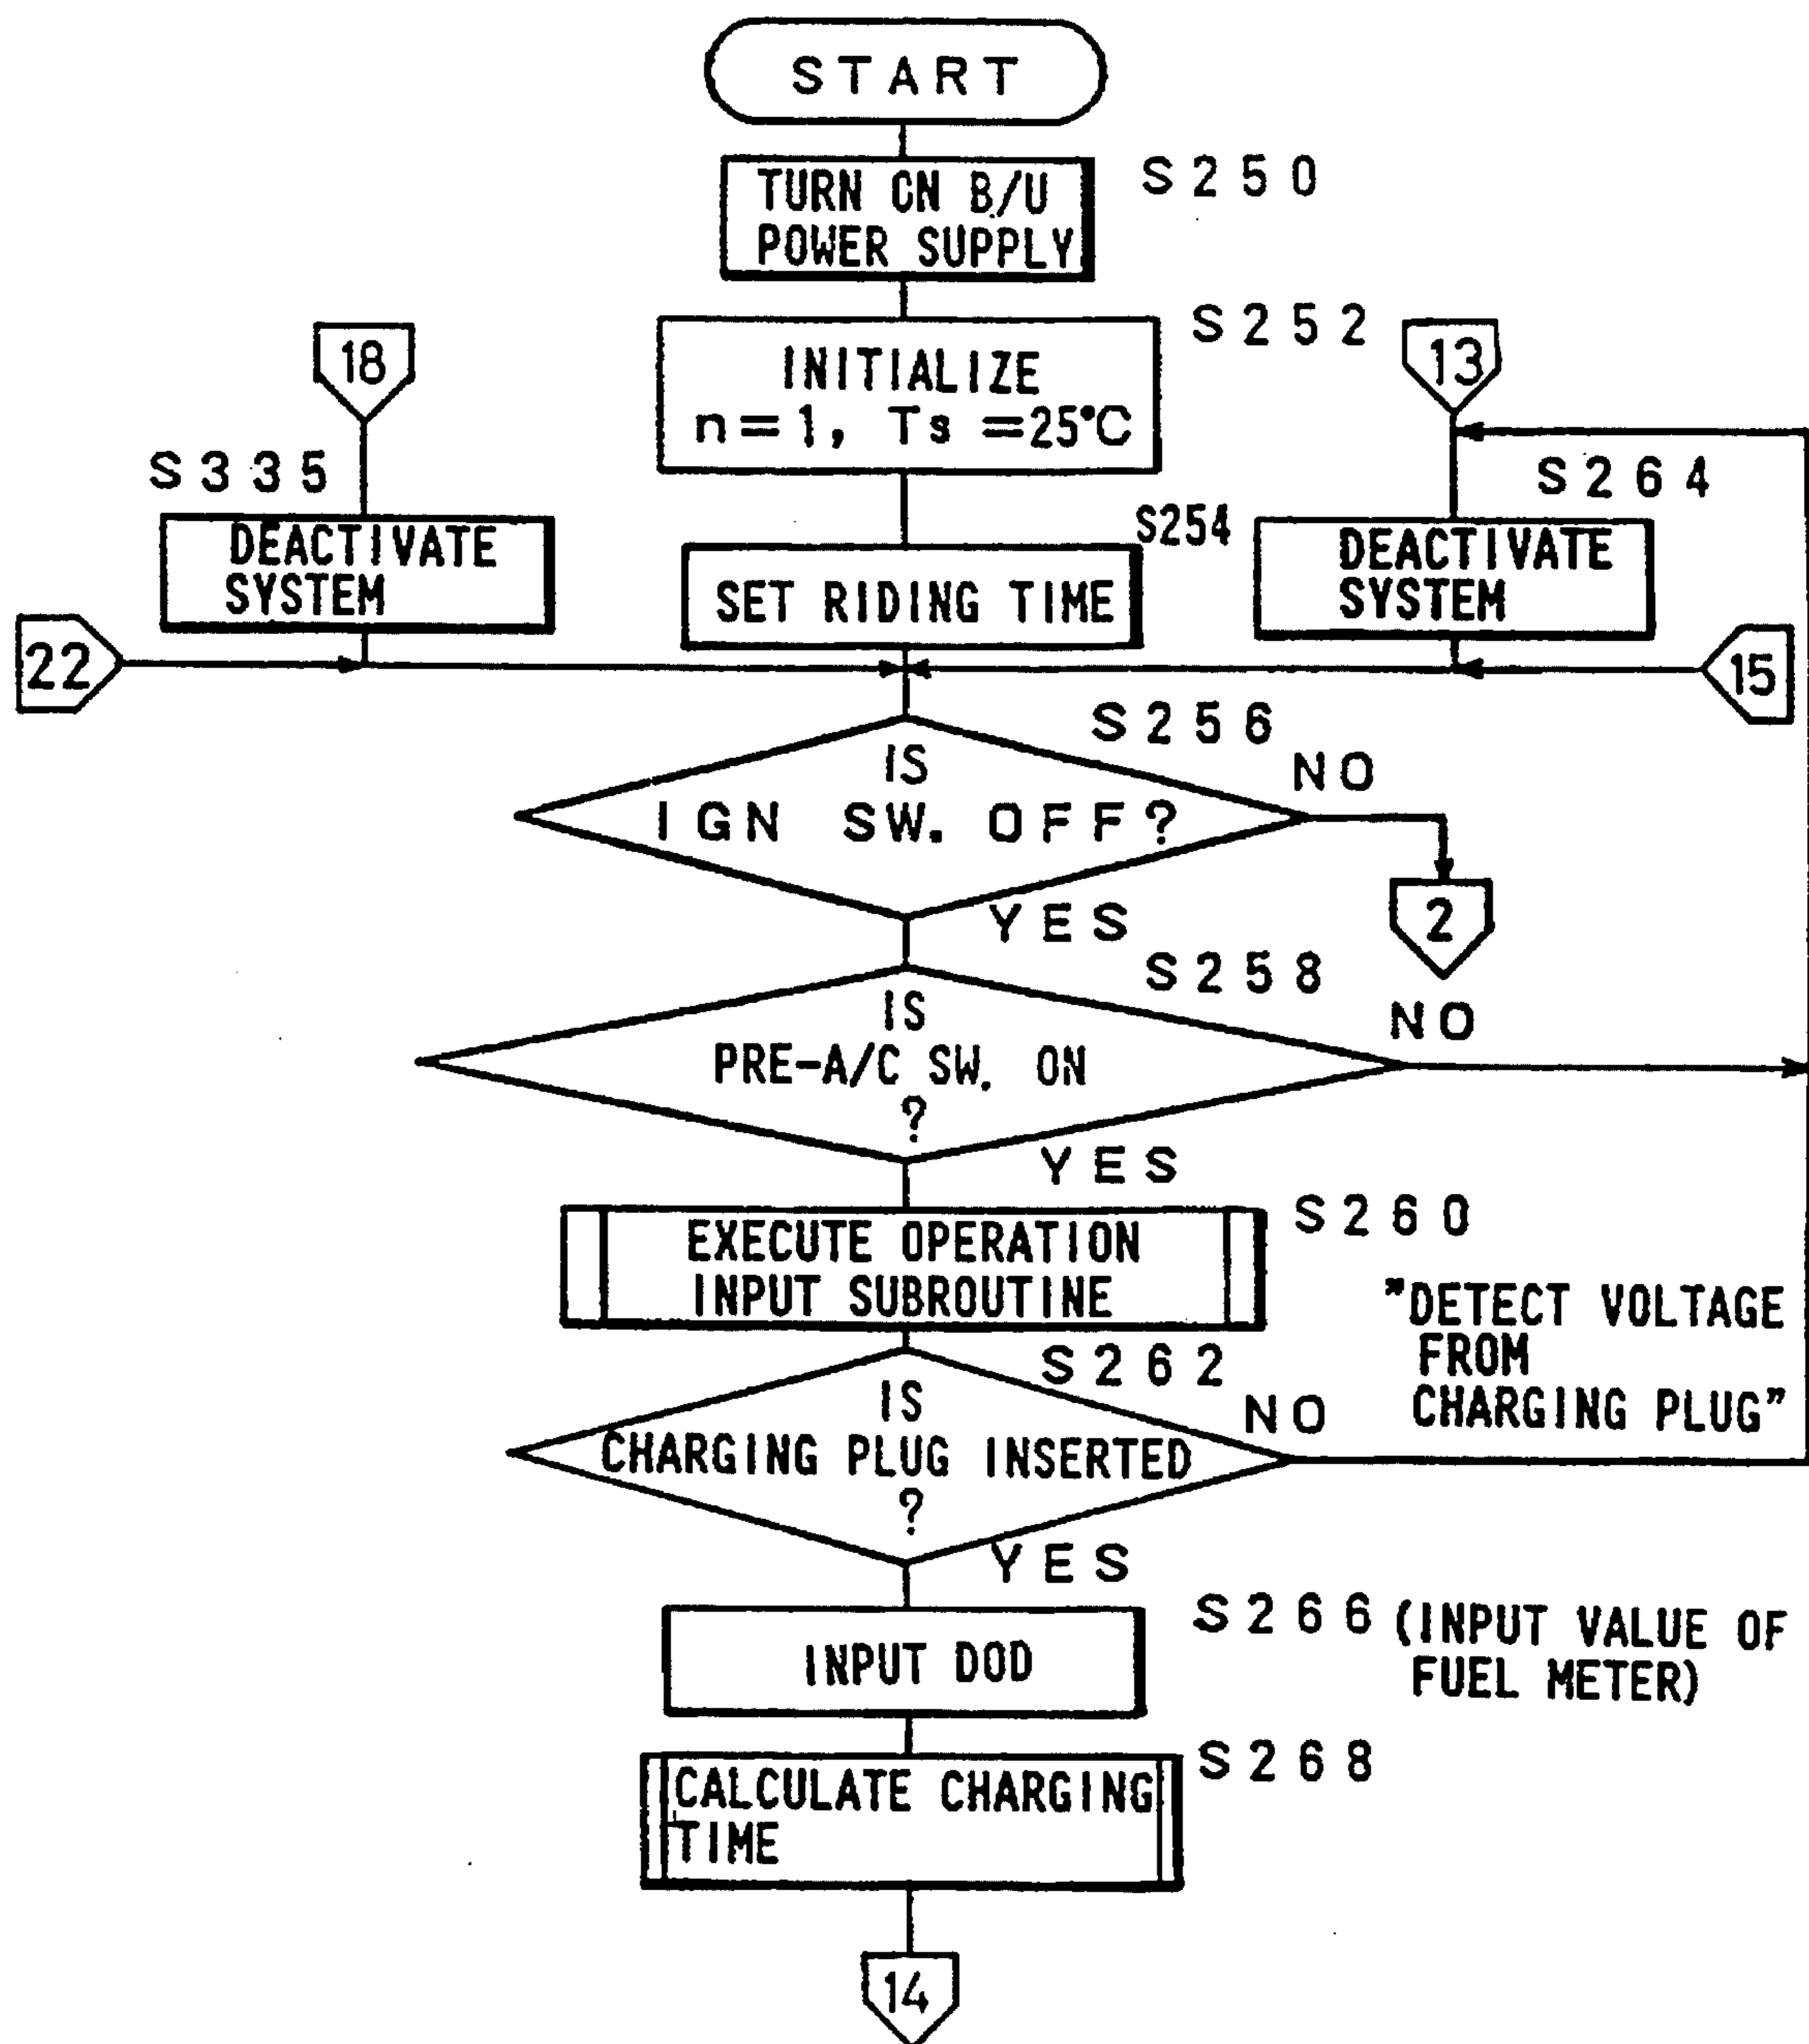 START
S250
TURN CN B/U
POWER SUPPLY
S252
18
13
INITIALIZE
n=1, Ts =25°C
S335
S264
S254
DEACTIVATE
SYSTEM
SET RIDING TIME
DEACTIVATE
SYSTEM
22
15
S256
IS
IGN SW. OFF?
NO
2
YES
S258
IS
PRE-A/C SW. ON
?
NO
YES
S260
EXECUTE OPERATION
INPUT SUBROUTINE
"DETECT VOLTAGE
FROM
CHARGING PLUG"
S262
IS
CHARGING PLUG INSERTED
?
NO
YES
S266 (INPUT VALUE OF
FUEL METER)
INPUT DOD
S268
CALCULATE CHARGING
TIME
14